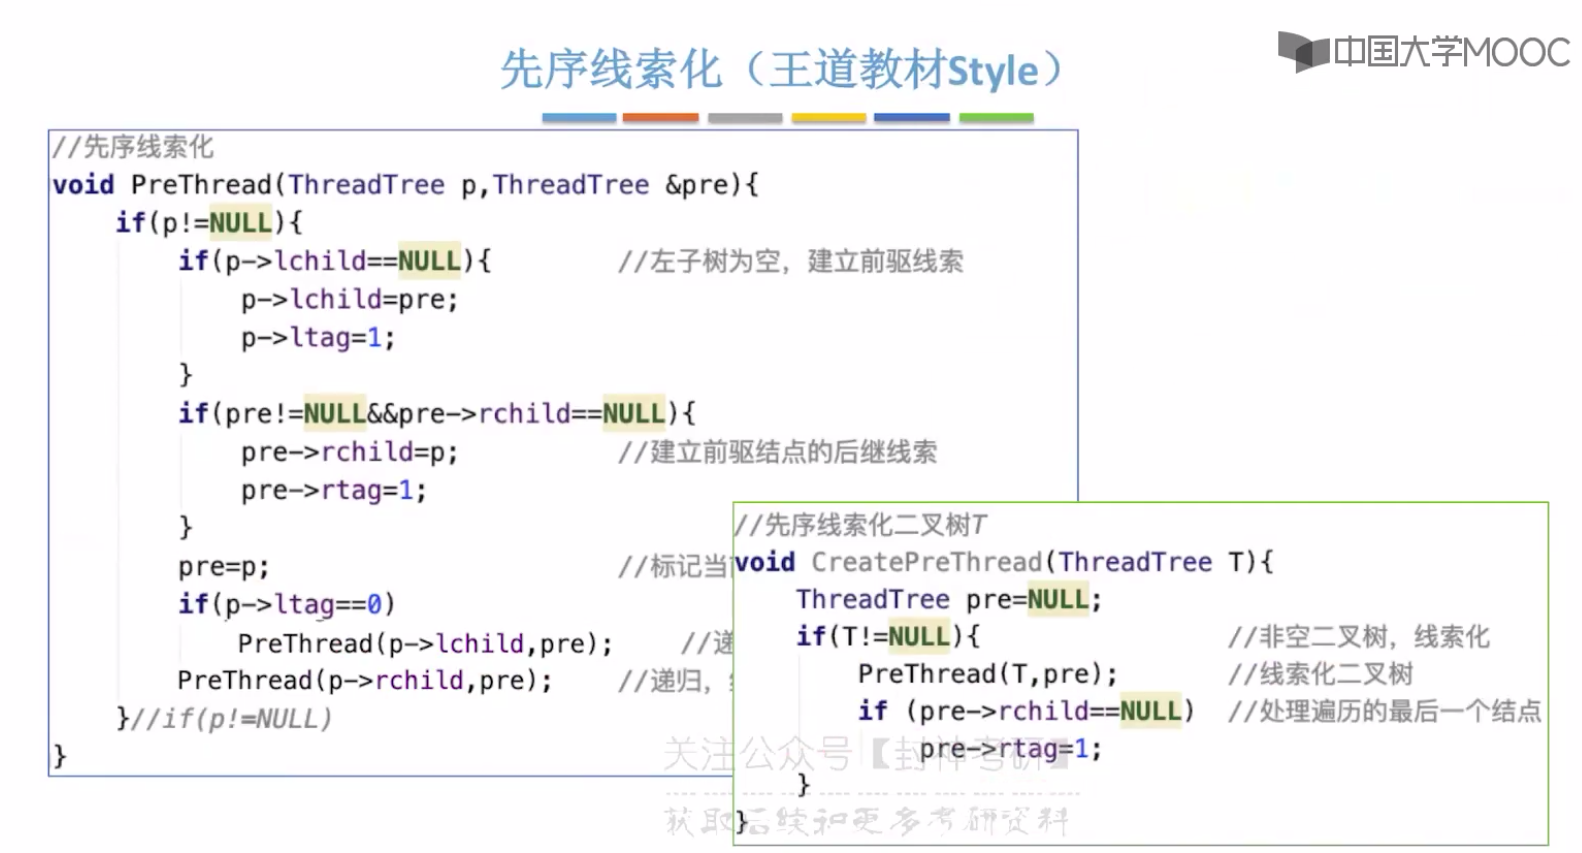 先序线索化（王道教材Style）
中国大学MOOC
//先序线索化
void PreThread(ThreadTree p,ThreadTree &pre){
if(p!=NULL){
if(p->lchild==NULL){ //左子树为空，建立前驱线索
p->lchild=pre;
p->ltag=1;
}
if(pre!=NULL&&pre->rchild==NULL){
pre->rchild=p; //建立前驱结点的后继线索
pre->rtag=1;
}
pre=p; //标记当
if(p->ltag==0)
PreThread(p->lchild,pre); //递
PreThread(p->rchild,pre); //递归，
}//if(p!=NULL)
}
//先序线索化二叉树T
void CreatePreThread(ThreadTree T){
ThreadTree pre=NULL;
if(T!=NULL){ //非空二叉树，线索化
PreThread(T,pre); //线索化二叉树
if (pre->rchild==NULL) //处理遍历的最后一个结点
pre->rtag=1;
}
}
关注公众号【封神考研】
获取后续和更多考研资料